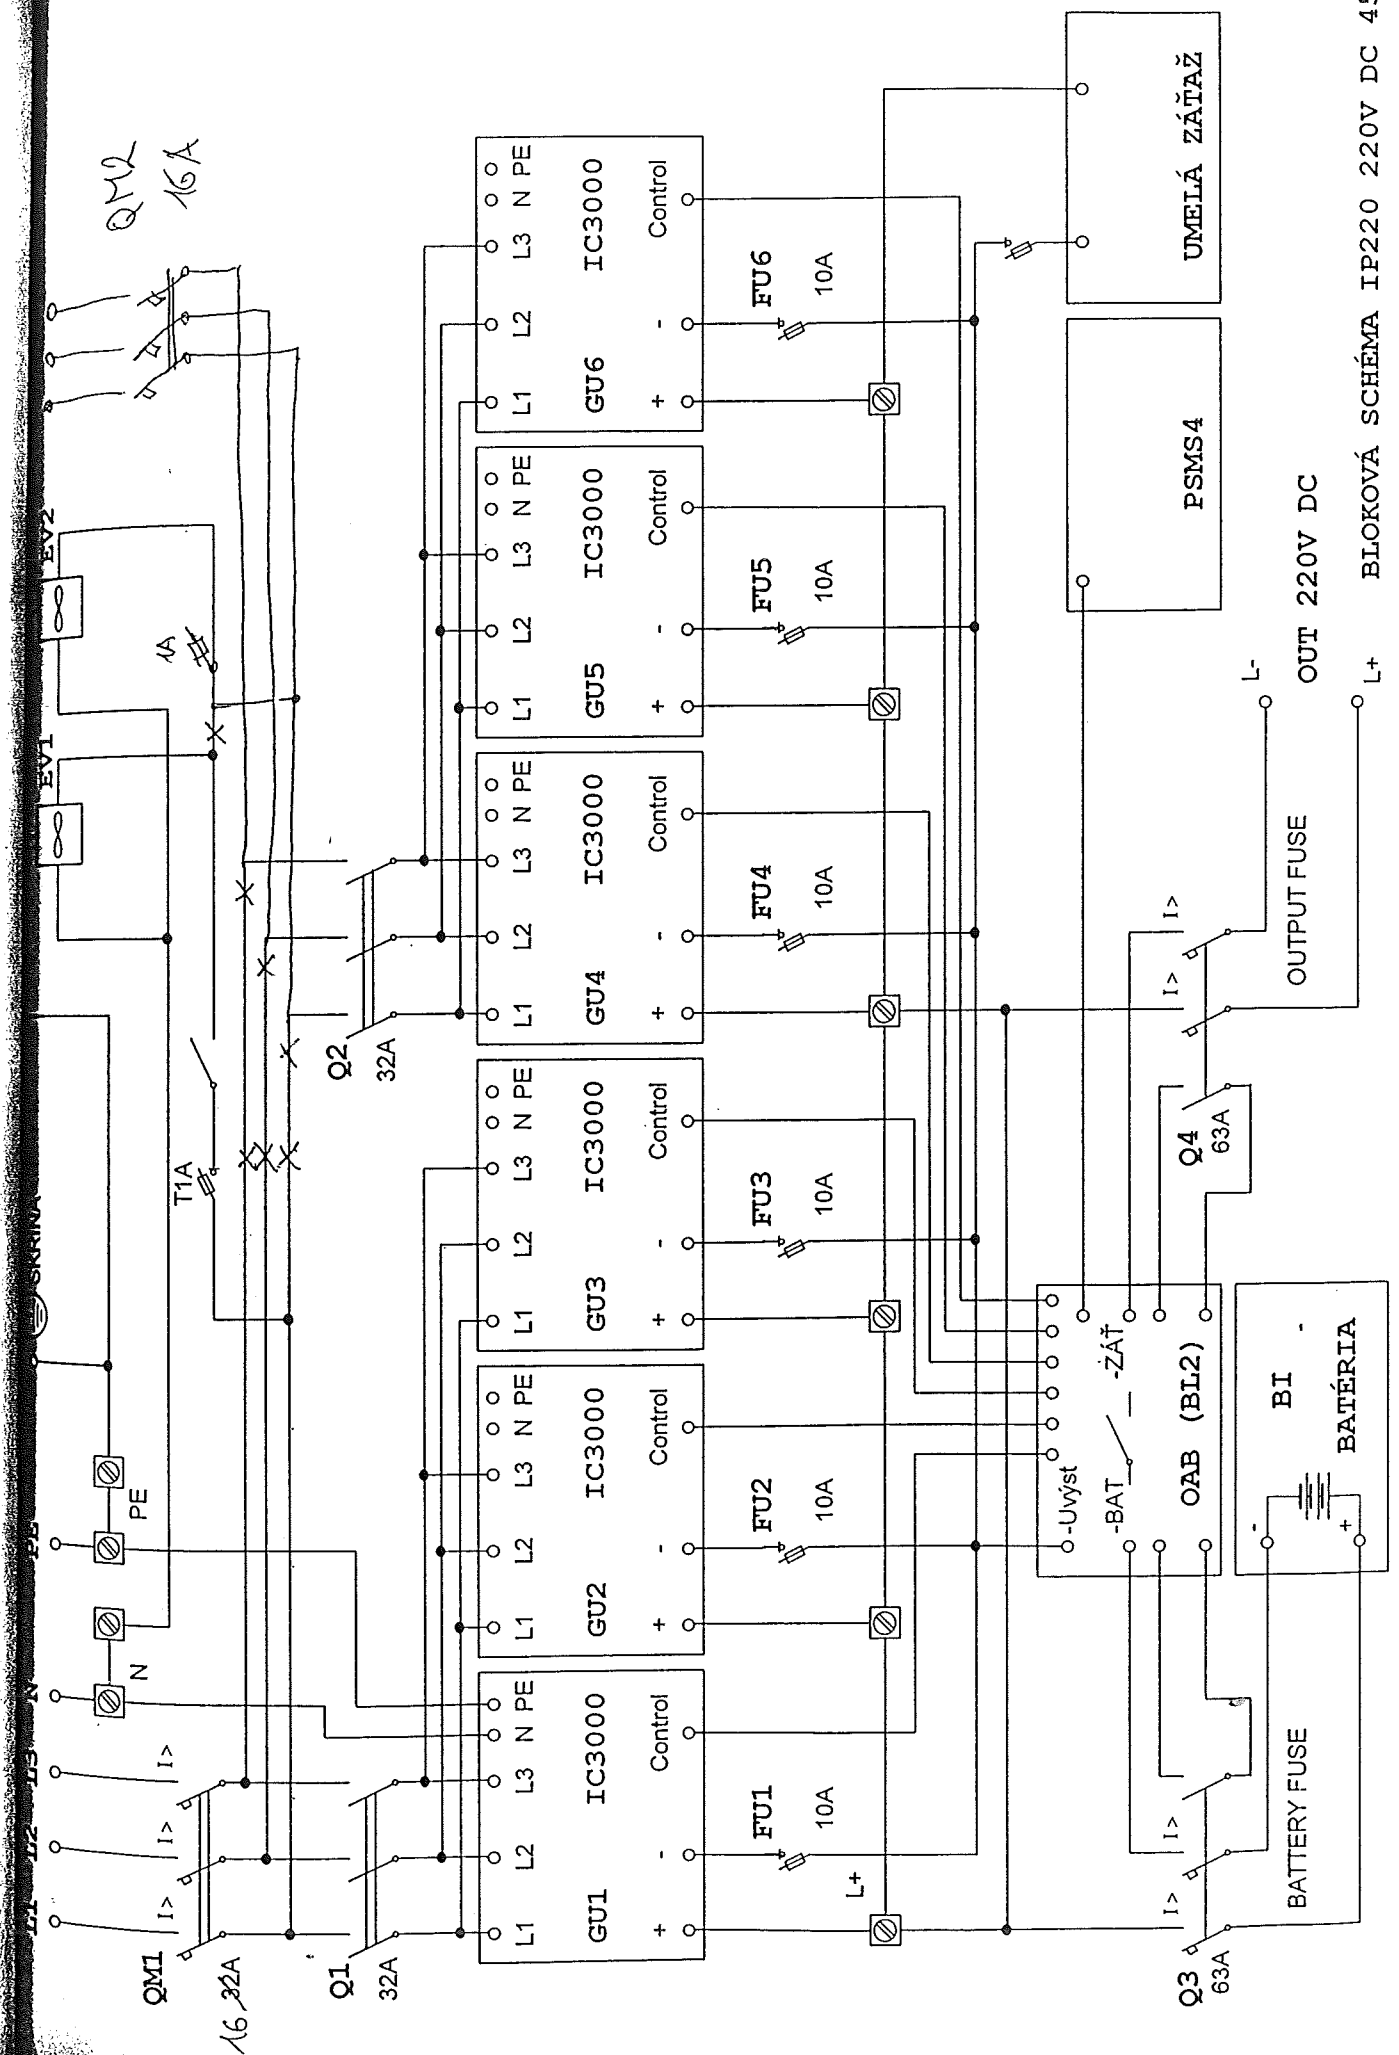 L1 L2 L3 N PE
SKRINA
EV1
EV2
QM2
16A
N
PE
T1A
1A
I> I> I>
QM1
16 32A
Q1
32A
Q2
32A
L1 L2 L3 N PE
GU1 IC3000
+ - Control
L1 L2 L3 N PE
GU2 IC3000
+ - Control
L1 L2 L3 N PE
GU3 IC3000
+ - Control
L1 L2 L3 N PE
GU4 IC3000
+ - Control
L1 L2 L3 N PE
GU5 IC3000
+ - Control
L1 L2 L3 N PE
GU6 IC3000
+ - Control
FU1
10A
FU2
10A
FU3
10A
FU4
10A
FU5
10A
FU6
10A
L+
-Uvýst
-BAT -ZÁŤ
OAB (BL2)
PSMS4
UMELÁ ZÁŤAŽ
I> I>
Q3
63A
BATTERY FUSE
- BI -
+ BATÉRIA
Q4
63A
I> I>
OUTPUT FUSE
L-
OUT 220V DC
L+
BLOKOVÁ SCHÉMA IP220 220V DC